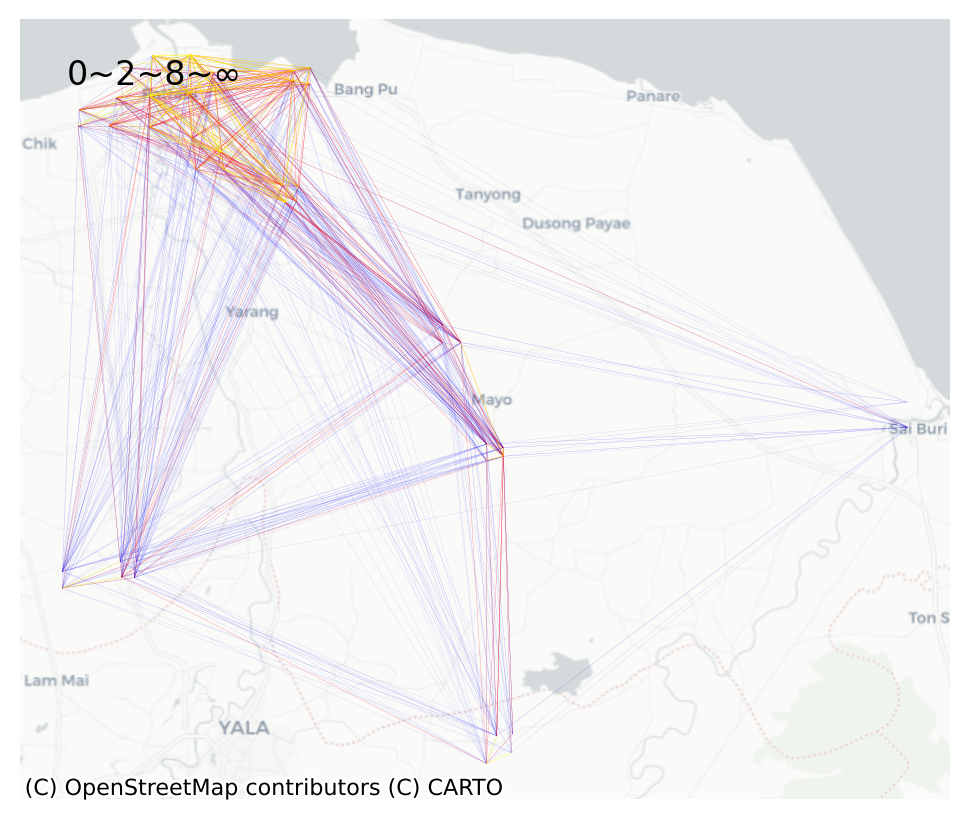 0~2~8~∞
Bang Pu
Panare
Chik
Tanyong
Dusong Payae
Yarang
Mayo
Sai Buri
Ton S
Lam Mai
YALA
(C) OpenStreetMap contributors (C) CARTO